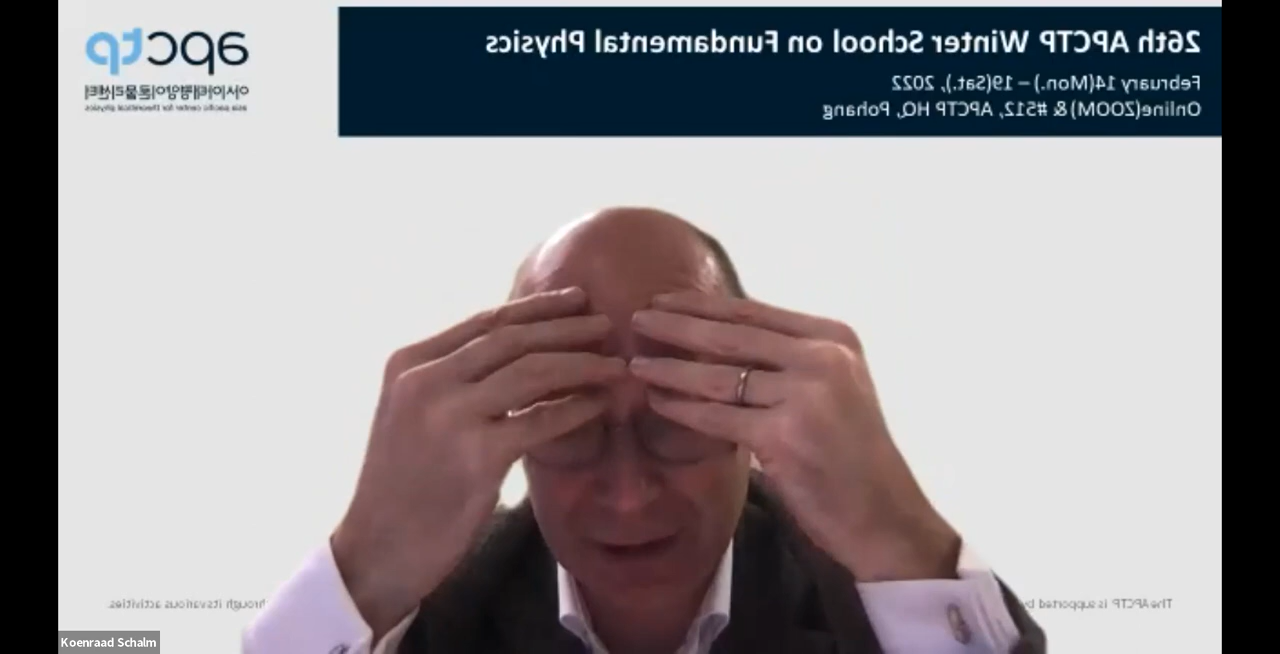 26th APCTP Winter School on Fundamental Physics
February 14(Mon.) – 19(Sat.), 2022
Online(ZOOM) & #512, APCTP HQ, Pohang
apctp
아시아태평양이론물리센터
asia pacific center for theoretical physics
The APCTP is supported by
through its various activities.
Koenraad Schalm